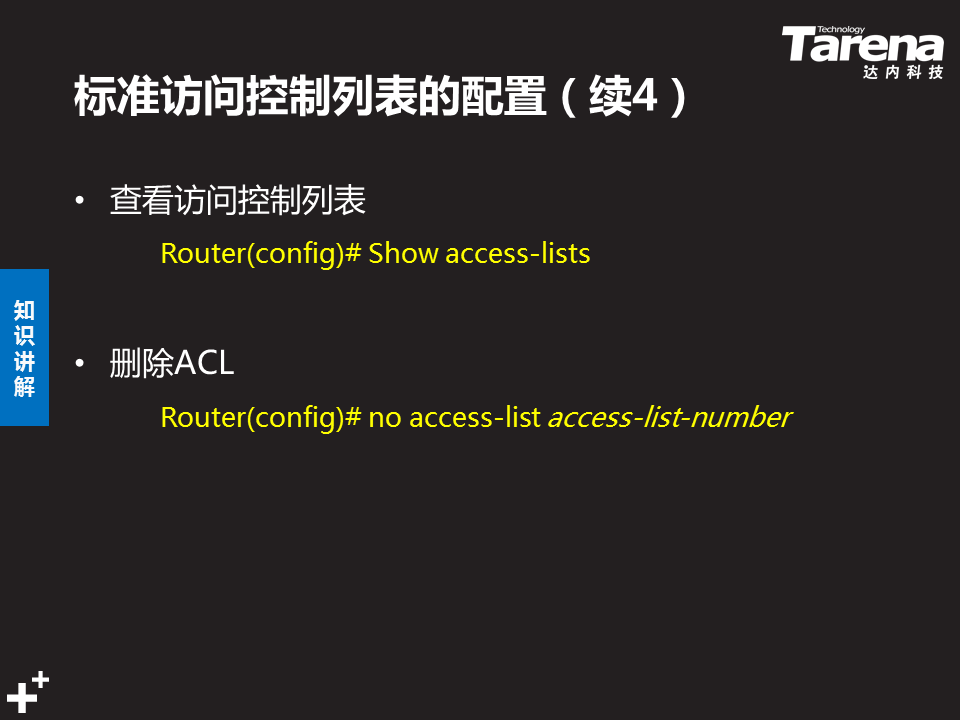 Technology
Tarena
达内科技
标准访问控制列表的配置（续4）
• 查看访问控制列表
Router(config)# Show access-lists
知识讲解
• 删除ACL
Router(config)# no access-list access-list-number